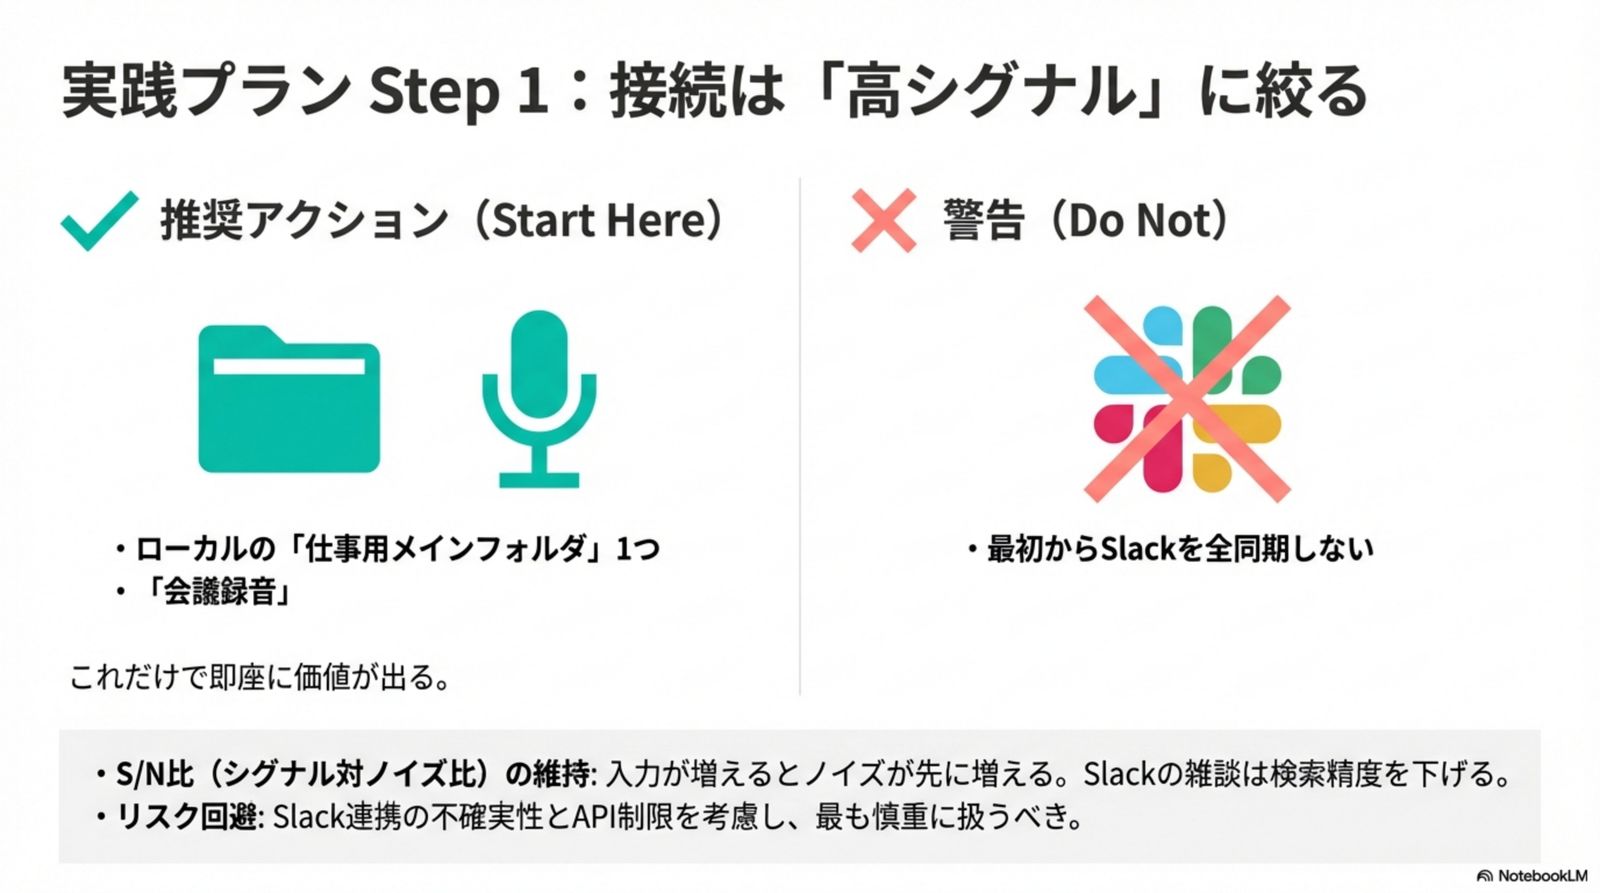 実践プラン Step 1：接続は「高シグナル」に絞る
推奨アクション（Start Here）
・ローカルの「仕事用メインフォルダ」1つ
・「会議録音」
これだけで即座に価値が出る。
警告（Do Not）
・最初からSlackを全同期しない
・S/N比（シグナル対ノイズ比）の維持: 入力が増えるとノイズが先に増える。Slackの雑談は検索精度を下げる。
・リスク回避: Slack連携の不確実性とAPI制限を考慮し、最も慎重に扱うべき。
NotebookLM